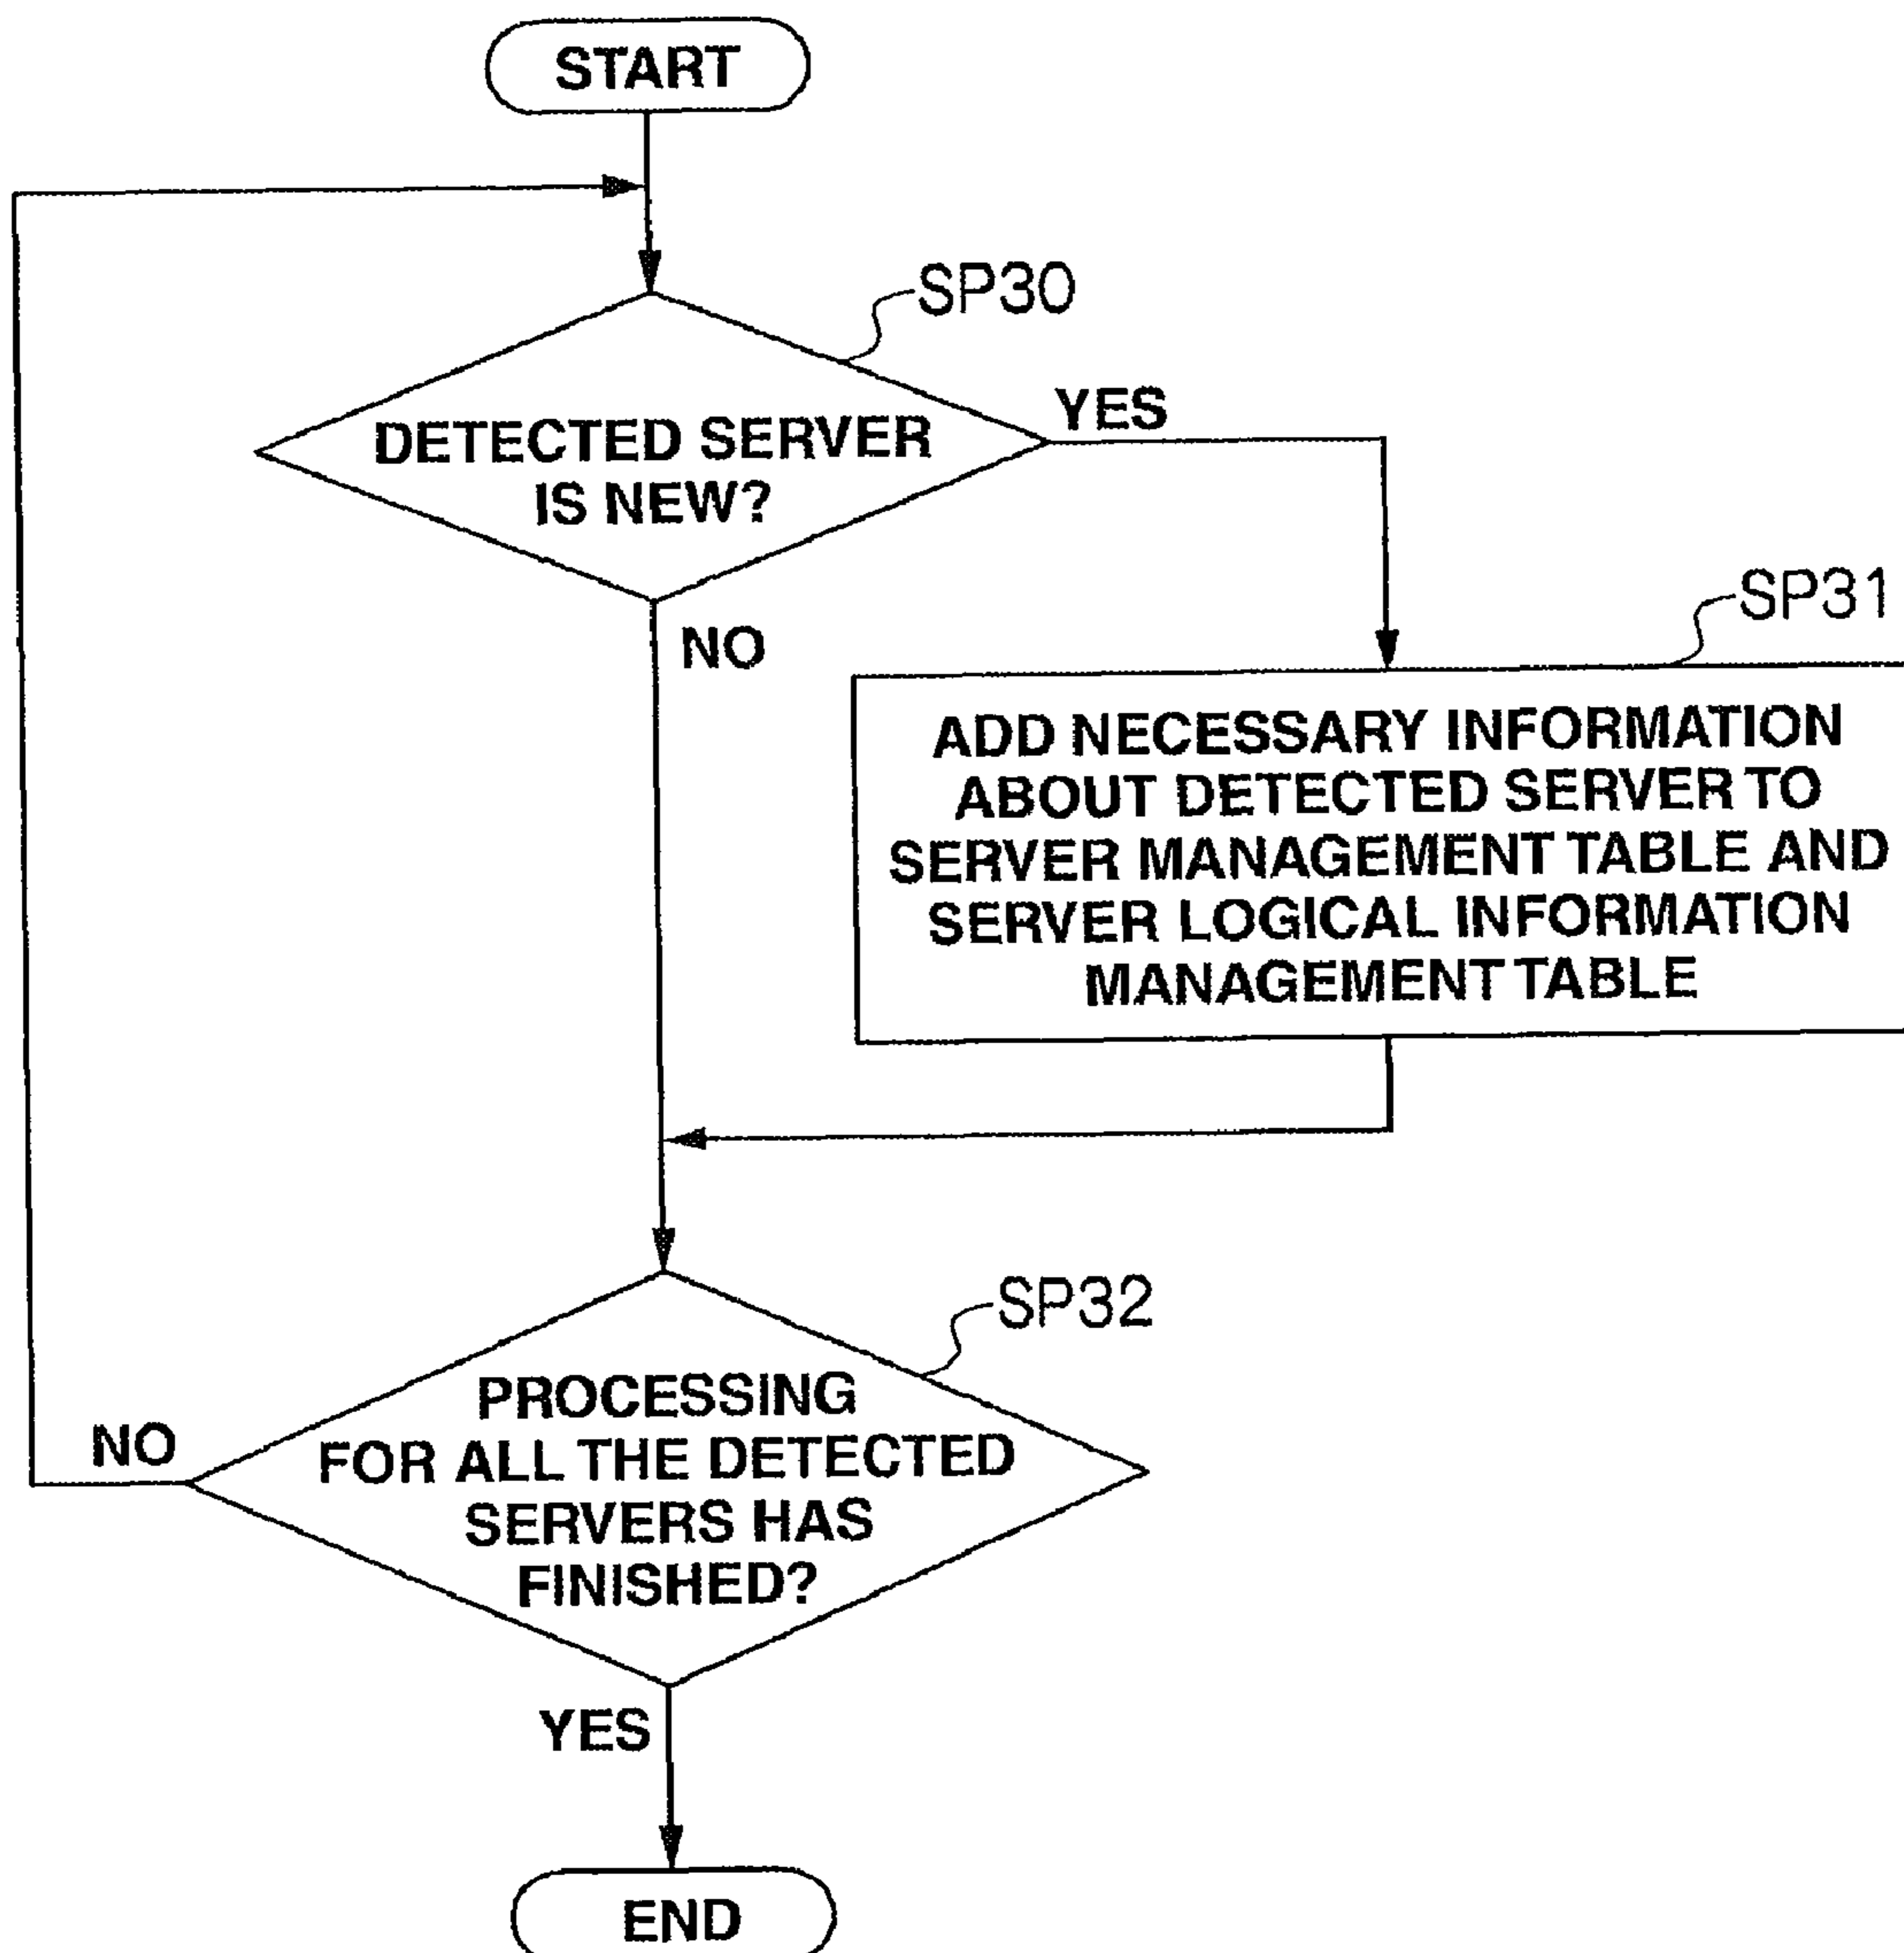 START
SP30
DETECTED SERVER
IS NEW?
YES
NO
SP31
ADD NECESSARY INFORMATION
ABOUT DETECTED SERVER TO
SERVER MANAGEMENT TABLE AND
SERVER LOGICAL INFORMATION
MANAGEMENT TABLE
SP32
PROCESSING
FOR ALL THE DETECTED
SERVERS HAS
FINISHED?
NO
YES
END